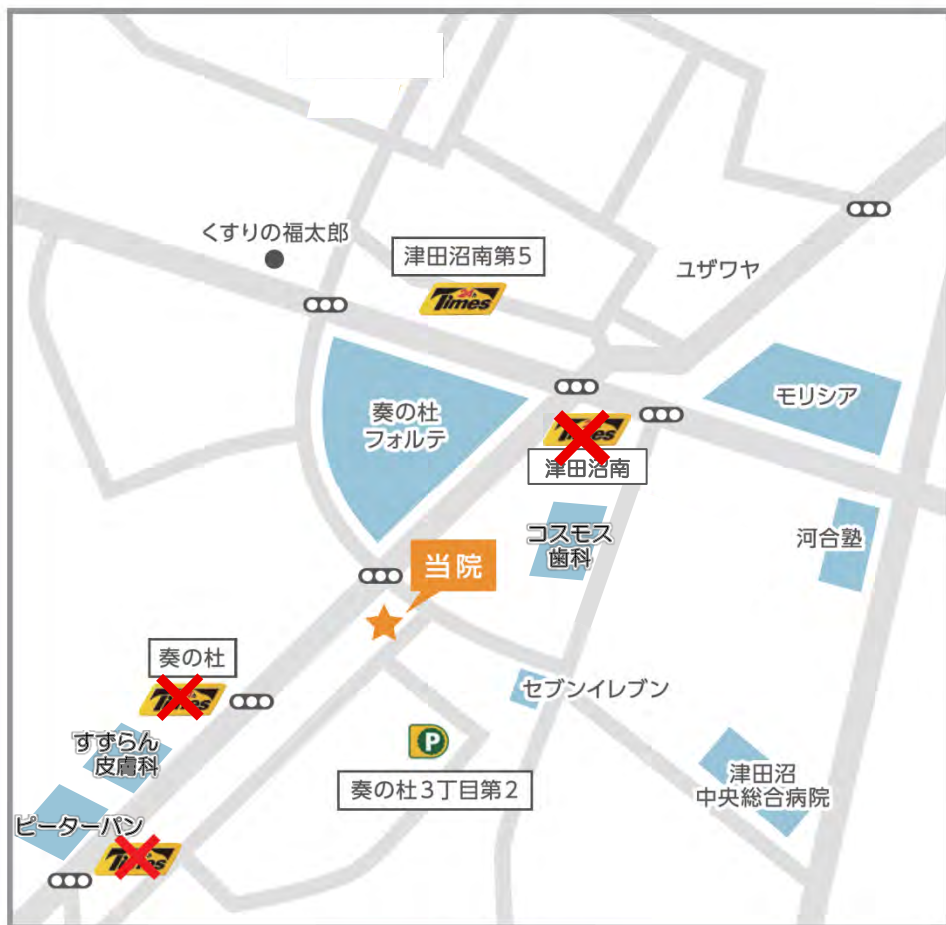 くすりの福太郎
津田沼南第5
24h
Times
ユザワヤ
奏の杜
フォルテ
モリシア
Times
津田沼南
コスモス
歯科
河合塾
当院
奏の杜
Times
セブンイレブン
すずらん
皮膚科
P
奏の杜3丁目第2
津田沼
中央総合病院
ピーターパン
Times